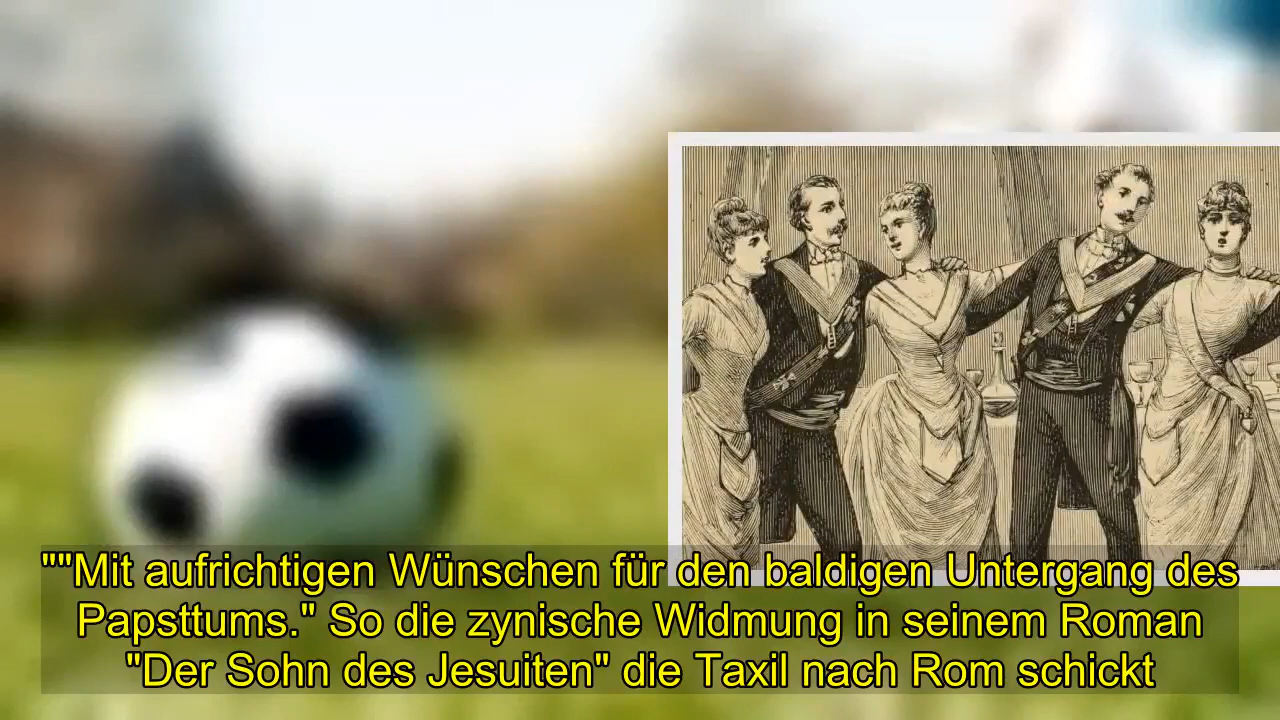 ""Mit aufrichtigen Wünschen für den baldigen Untergang des
Papsttums." So die zynische Widmung in seinem Roman
"Der Sohn des Jesuiten" die Taxil nach Rom schickt